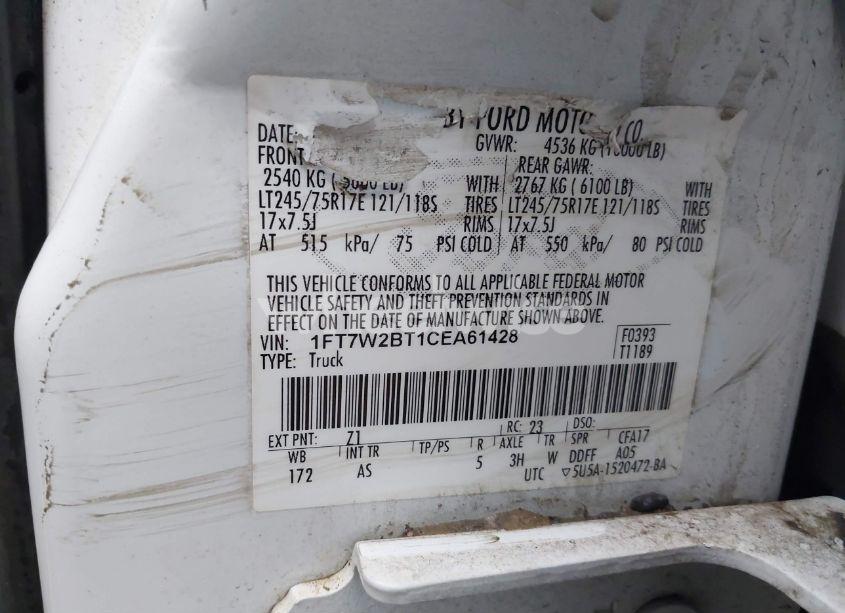 BY FORD MOTOR CO.
DATE: GVWR: 4536 KG (10000 LB)
FRONT REAR GAWR:
2540 KG ( LB) WITH 2767 KG ( 6100 LB) WITH
LT245/75R17E 121/118S TIRES LT245/75R17E 121/118S TIRES
17x7.5J RIMS 17x7.5J RIMS
AT 515 kPa/ 75 PSI COLD AT 550 kPa/ 80 PSI COLD
THIS VEHICLE CONFORMS TO ALL APPLICABLE FEDERAL MOTOR
VEHICLE SAFETY AND THEFT PREVENTION STANDARDS IN
EFFECT ON THE DATE OF MANUFACTURE SHOWN ABOVE.
VIN: 1FT7W2BT1CEA61428 F0393
TYPE: Truck T1189
EXT PNT: Z1 RC: 23 DSO:
WB INT TR TP/PS R AXLE TR SPR CFA17
172 AS 5 3H W DDFF A05
UTC ▽5U5A-1520472-BA